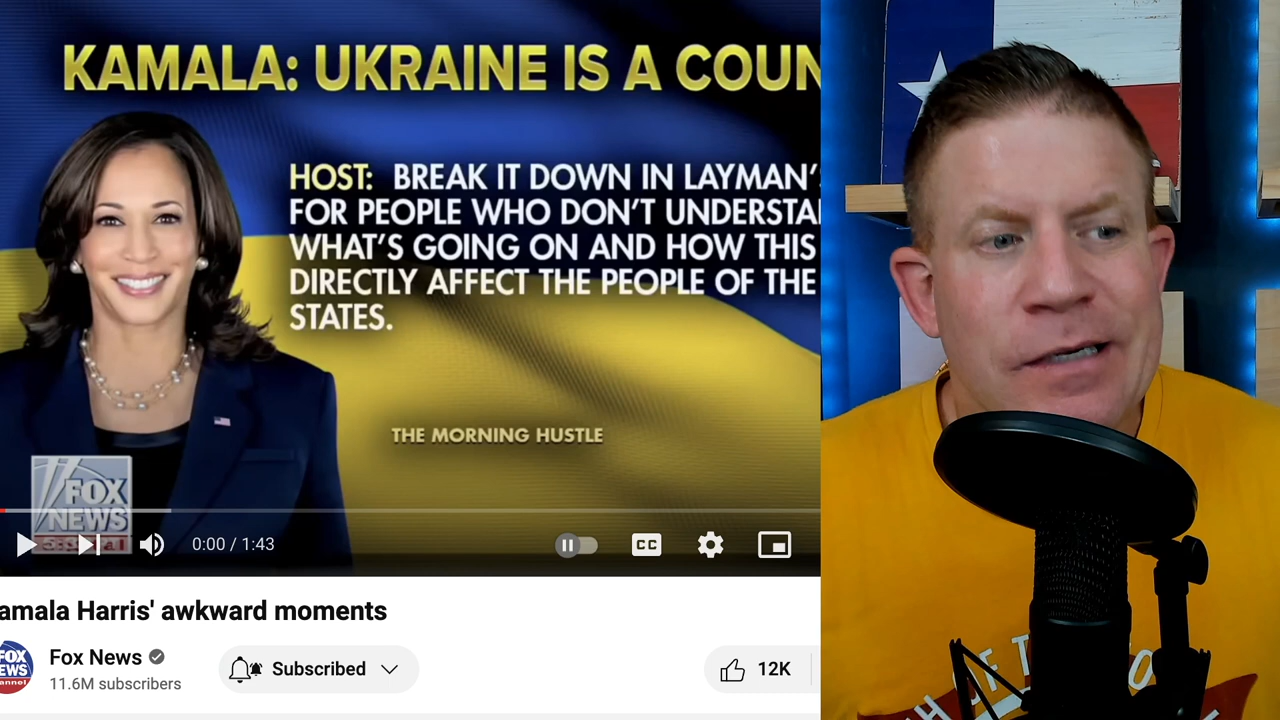 KAMALA: UKRAINE IS A COUN
HOST: BREAK IT DOWN IN LAYMAN'
FOR PEOPLE WHO DON'T UNDERSTA
WHAT'S GOING ON AND HOW THIS
DIRECTLY AFFECT THE PEOPLE OF THE
STATES.
THE MORNING HUSTLE
FOX
NEWS
0:00 / 1:43
CC
amala Harris' awkward moments
Fox News
11.6M subscribers
Subscribed
12K